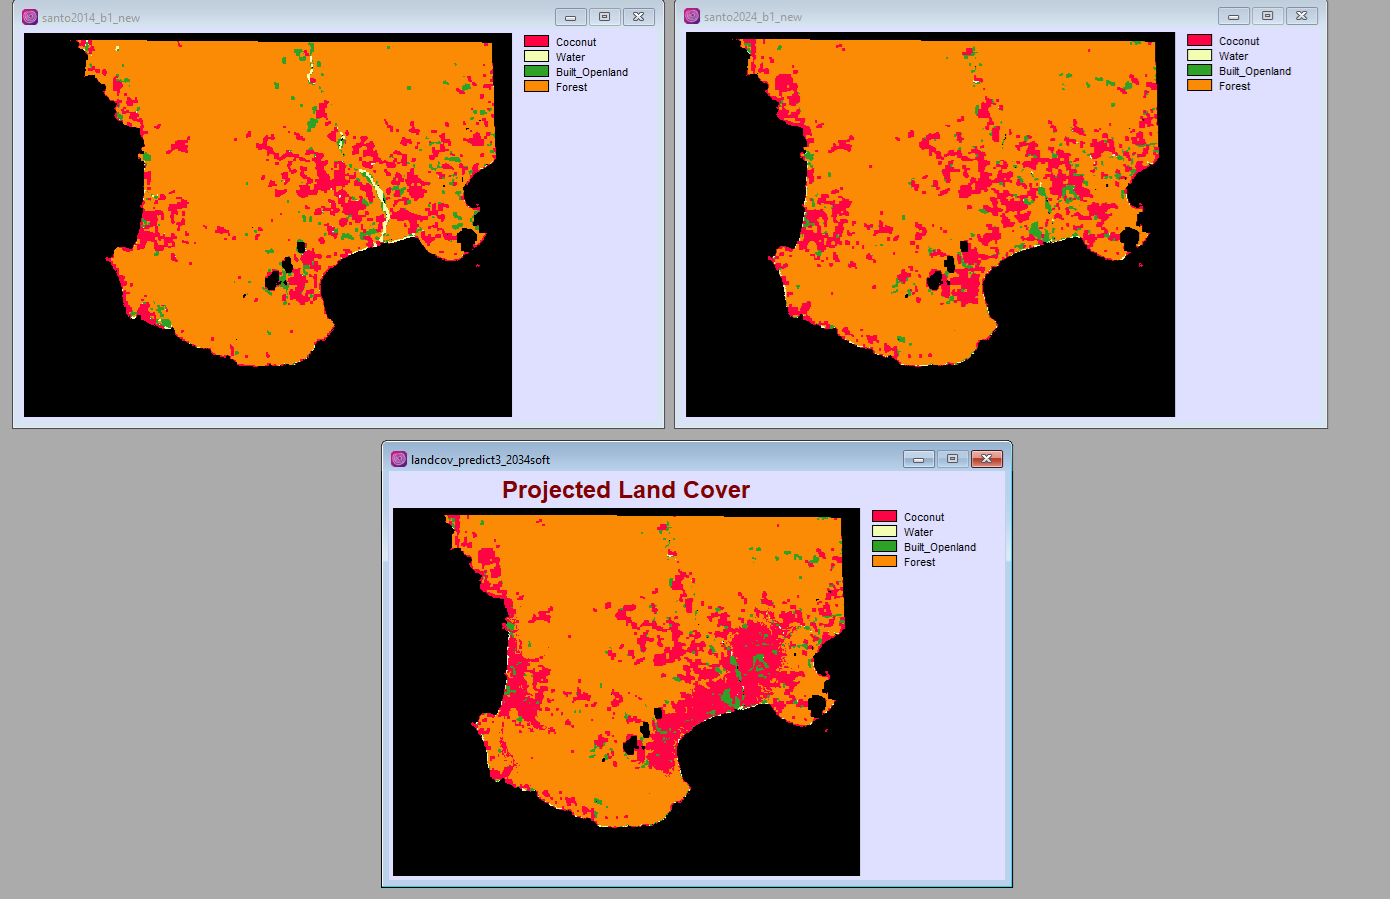 santo2014_b1_new
Coconut
Water
Built_Openland
Forest
santo2024_b1_new
Coconut
Water
Built_Openland
Forest
landcov_predict3_2034soft
Projected Land Cover
Coconut
Water
Built_Openland
Forest